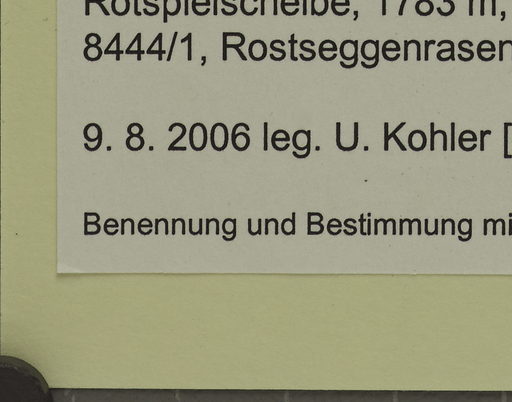 Rotspielscheibe, 1783 m,
8444/1, Rostseggenrasen
9. 8. 2006 leg. U. Kohler [
Benennung und Bestimmung mi